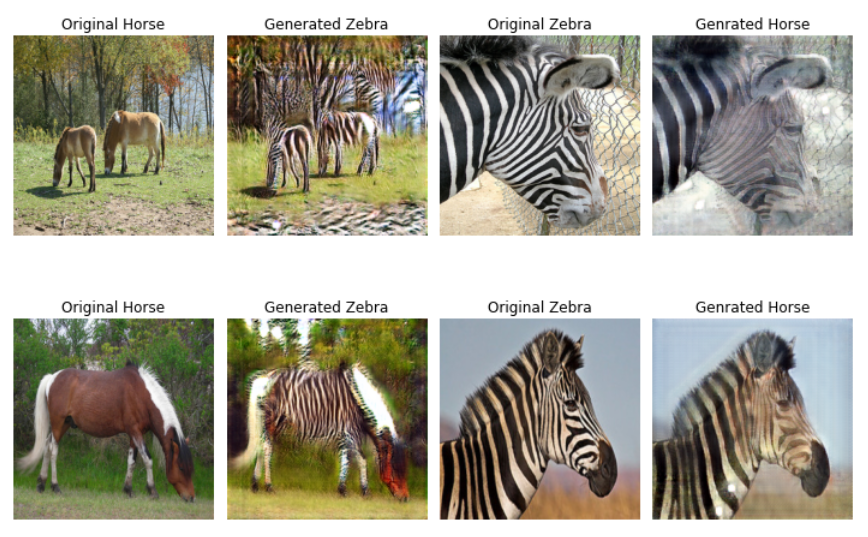 Original Horse
Generated Zebra
Original Zebra
Genrated Horse
Original Horse
Generated Zebra
Original Zebra
Genrated Horse